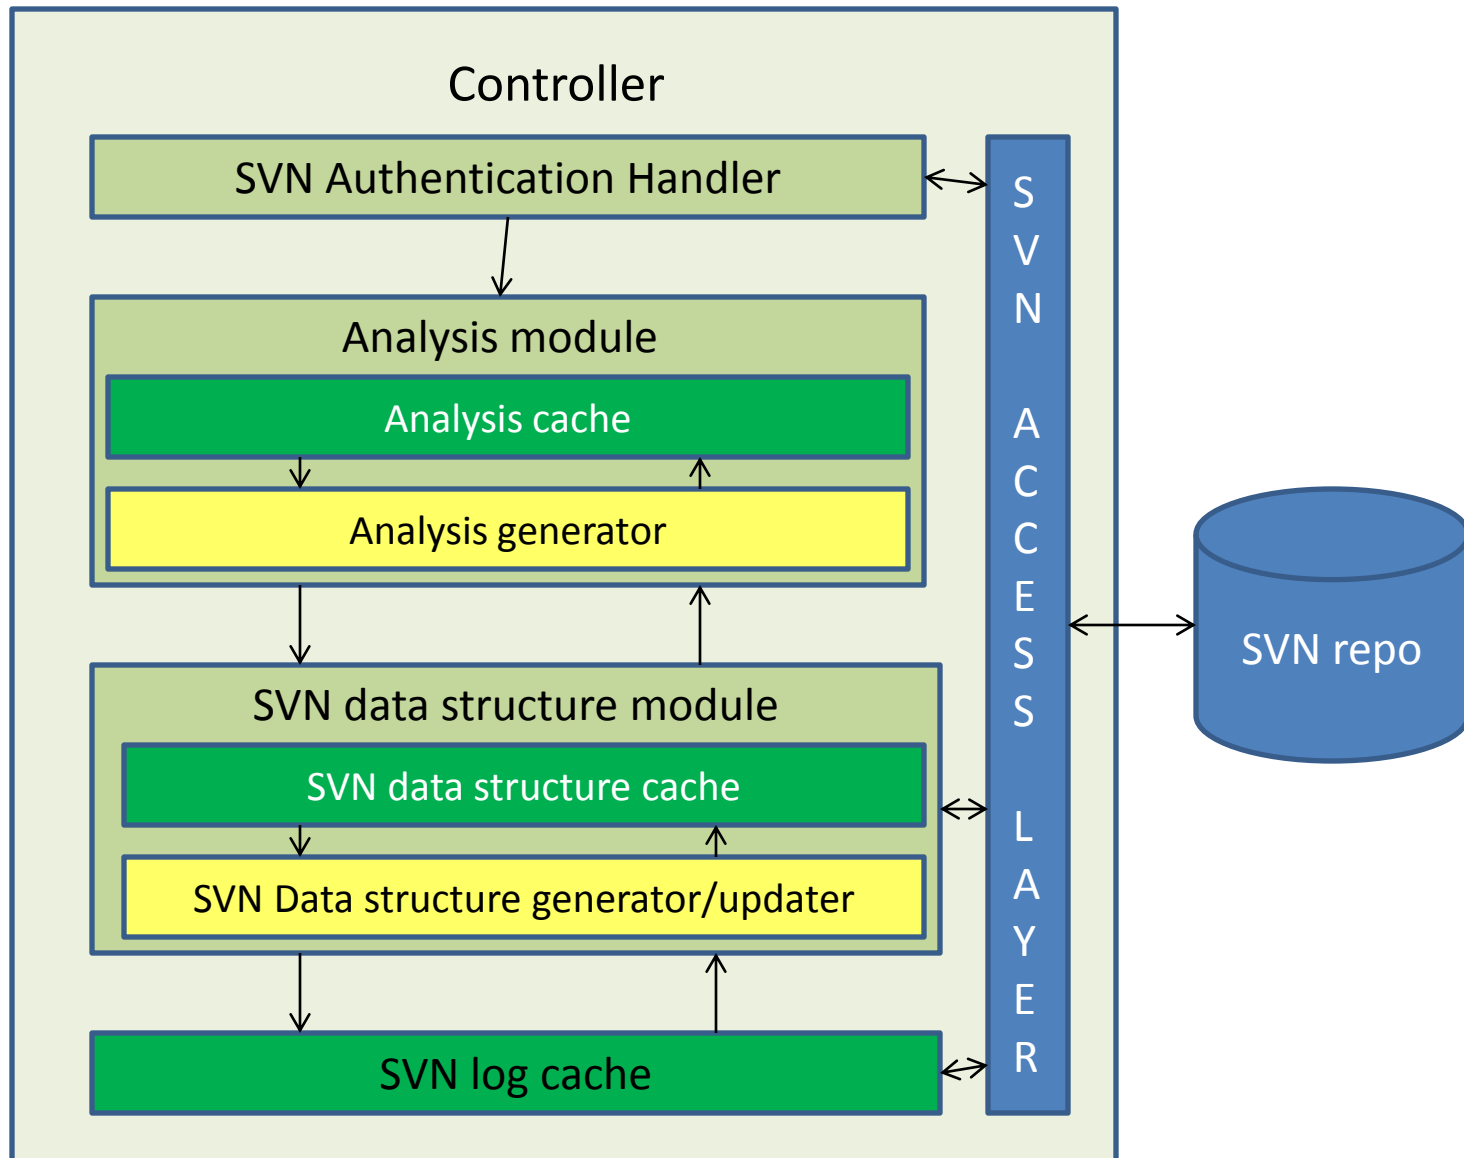 Controller
SVN Authentication Handler
Analysis module
Analysis cache
Analysis generator
SVN data structure module
SVN data structure cache
SVN Data structure generator/updater
SVN log cache
S
V
N
A
C
C
E
S
S
L
A
Y
E
R
SVN repo